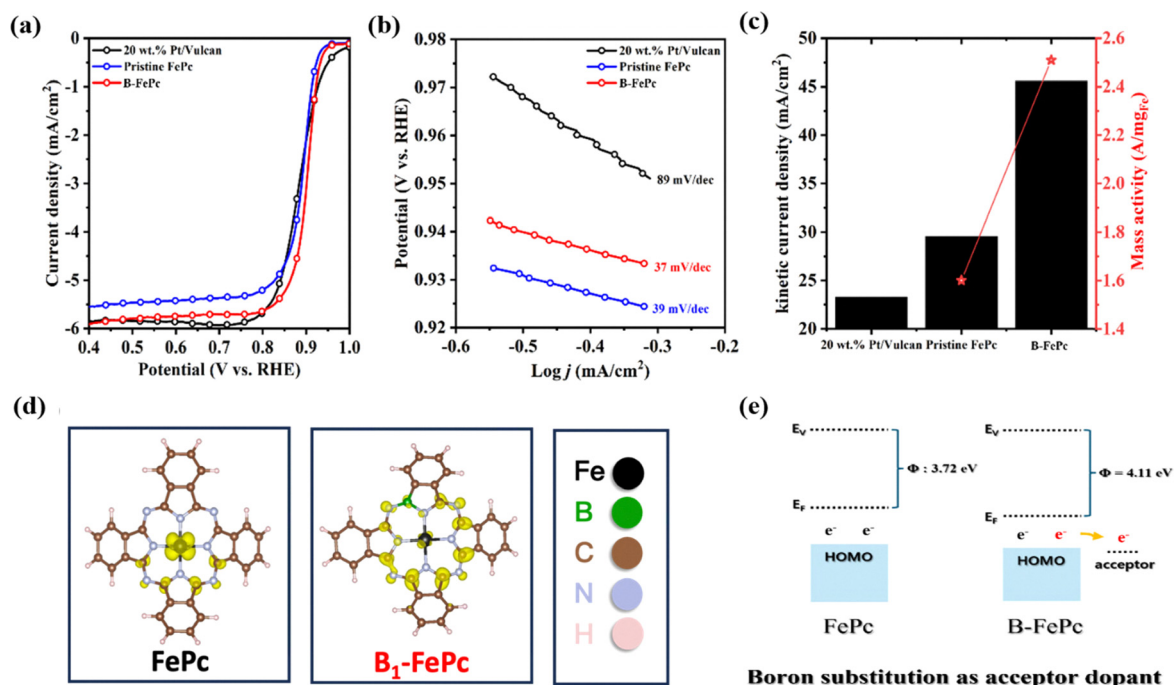 (a)
20 wt.% Pt/Vulcan
Pristine FePc
B-FePc
0
-1
-2
-3
-4
-5
-6
Current density (mA/cm²)
0.4 0.5 0.6 0.7 0.8 0.9 1.0
Potential (V vs. RHE)
(b)
20 wt.% Pt/Vulcan
Pristine FePc
B-FePc
0.98
0.97
0.96
0.95
0.94
0.93
0.92
Potential (V vs. RHE)
89 mV/dec
37 mV/dec
39 mV/dec
-0.6 -0.5 -0.4 -0.3 -0.2
Log j (mA/cm²)
(c)
50
45
40
35
30
25
20
kinetic current density (mA/cm²)
2.6
2.4
2.2
2.0
1.8
1.6
1.4
Mass activity (A/mgFe)
20 wt.% Pt/Vulcan Pristine FePc B-FePc
(d)
FePc
B₁-FePc
Fe
B
C
N
H
(e)
EV
Φ : 3.72 eV
EF
e⁻ e⁻
HOMO
FePc
EV
Φ = 4.11 eV
EF
e⁻ e⁻ e⁻
HOMO
acceptor
B-FePc
Boron substitution as acceptor dopant